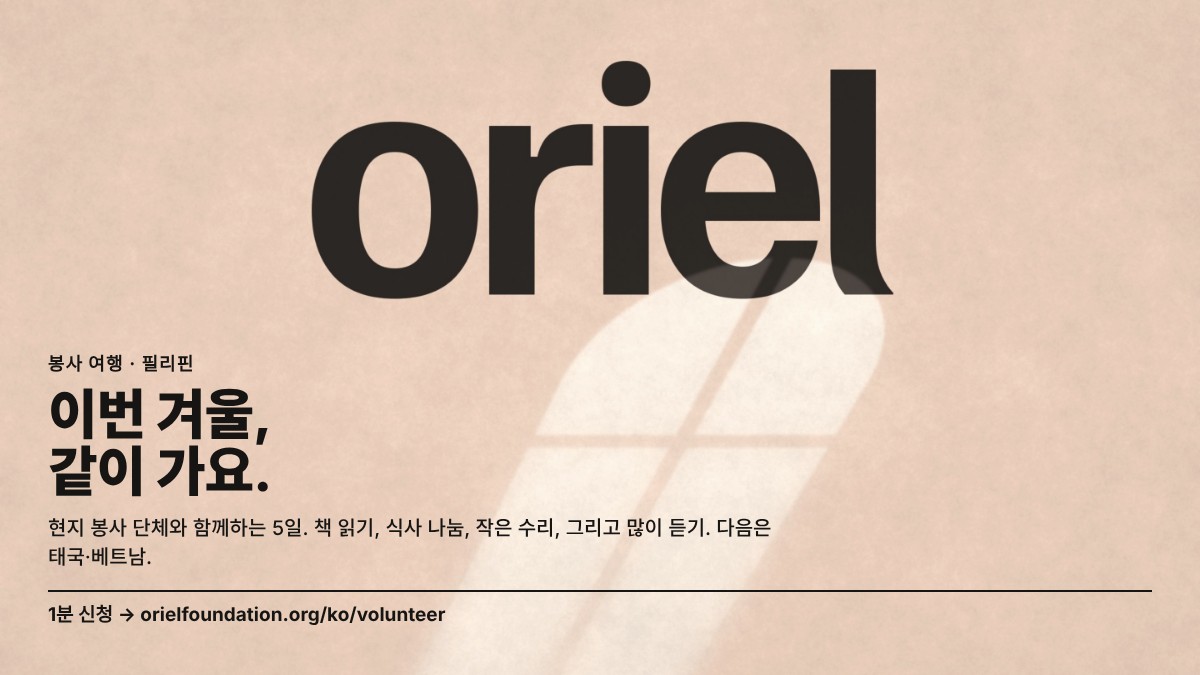 oriel
봉사 여행 · 필리핀
이번 겨울,
같이 가요.
현지 봉사 단체와 함께하는 5일. 책 읽기, 식사 나눔, 작은 수리, 그리고 많이 듣기. 다음은
태국·베트남.
1분 신청 → orielfoundation.org/ko/volunteer